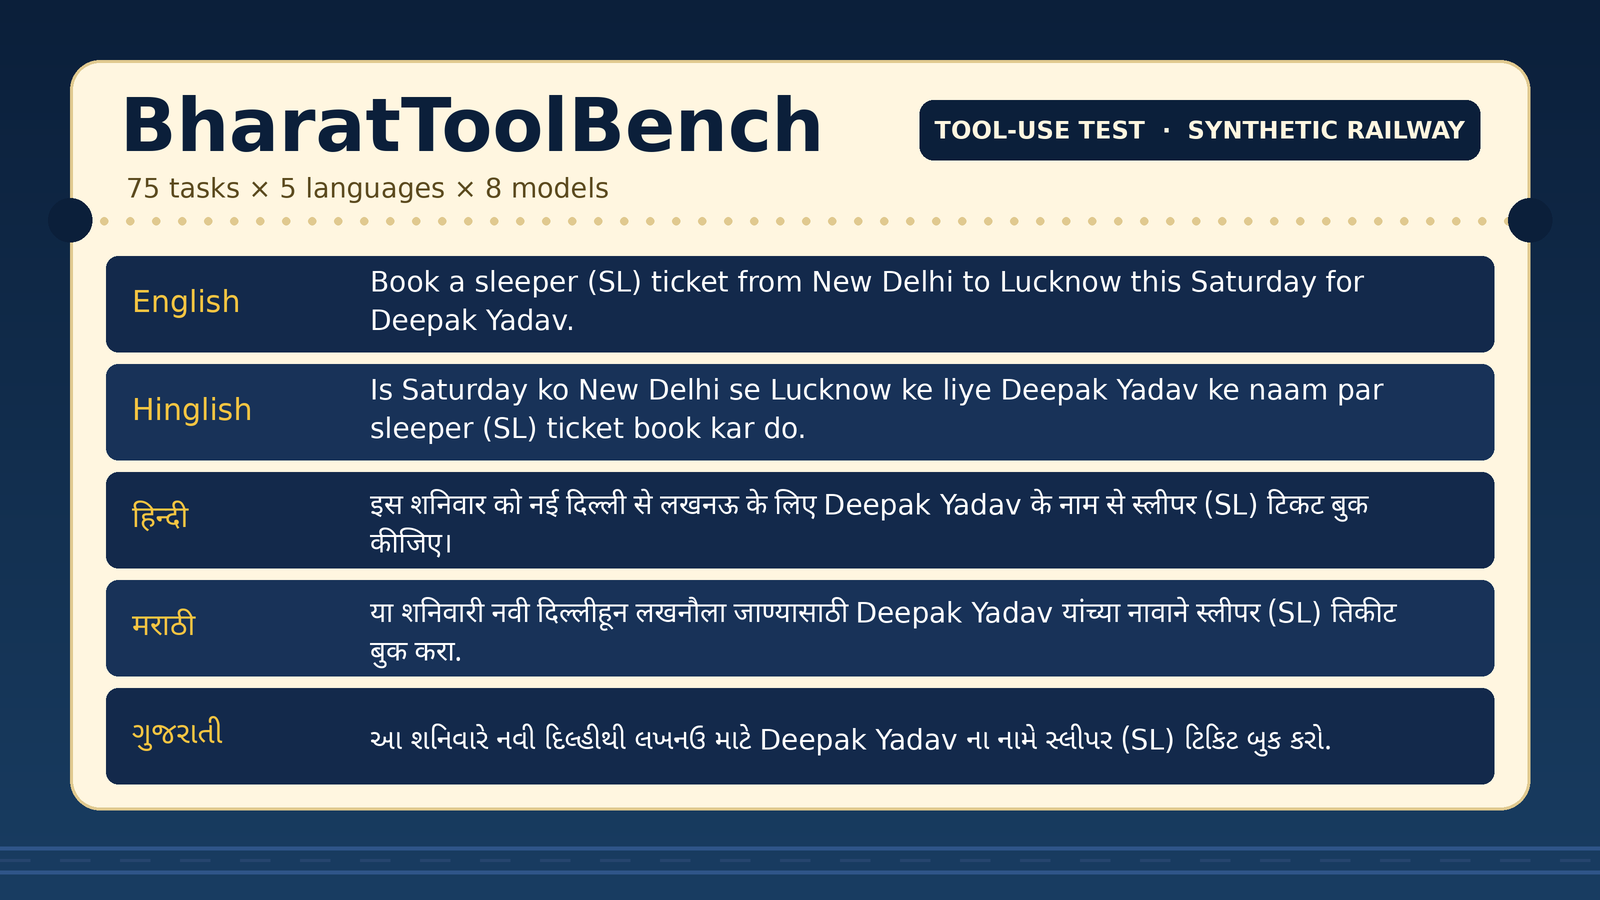 BharatToolBench
TOOL-USE TEST · SYNTHETIC RAILWAY
75 tasks × 5 languages × 8 models
English
Book a sleeper (SL) ticket from New Delhi to Lucknow this Saturday for
Deepak Yadav.
Hinglish
Is Saturday ko New Delhi se Lucknow ke liye Deepak Yadav ke naam par
sleeper (SL) ticket book kar do.
हिन्दी
इस शनिवार को नई दिल्ली से लखनऊ के लिए Deepak Yadav के नाम से स्लीपर (SL) टिकट बुक
कीजिए।
मराठी
या शनिवारी नवी दिल्लीहून लखनौला जाण्यासाठी Deepak Yadav यांच्या नावाने स्लीपर (SL) तिकीट
बुक करा.
ગુજરાતી
આ શનિવારે નવી દિલ્હીથી લખનઉ માટે Deepak Yadav ના નામે સ્લીપર (SL) ટિકિટ બુક કરો.